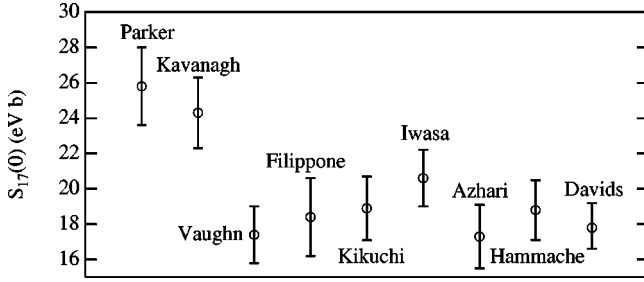 30
28
26
24
22
20
18
16
S₁₇(0) (eV b)
Parker
Kavanagh
Vaughn
Filippone
Kikuchi
Iwasa
Azhari
Hammache
Davids